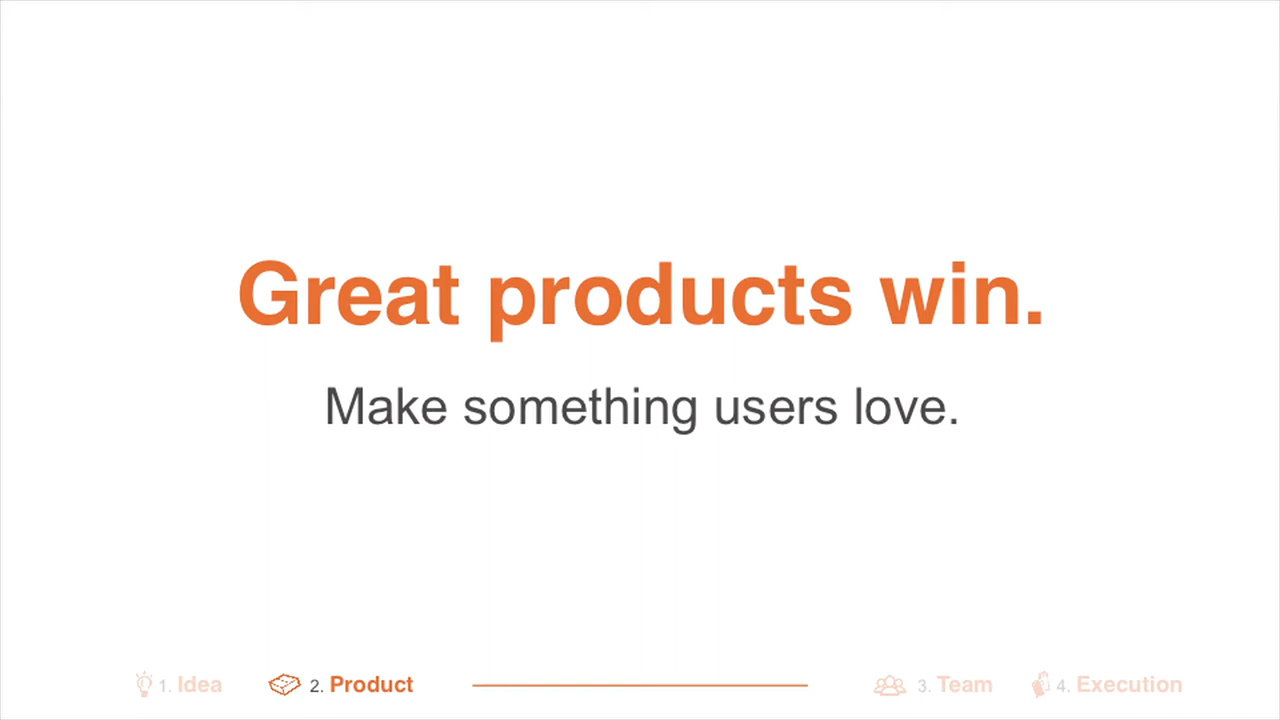 Great products win.
Make something users love.
1. Idea 2. Product 3. Team 4. Execution